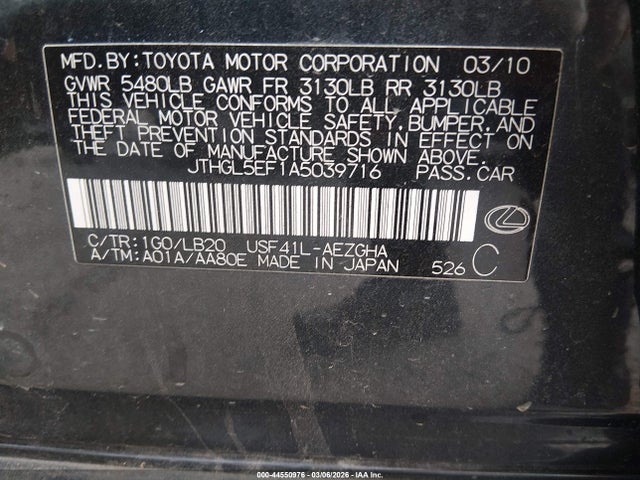 MFD.BY:TOYOTA MOTOR CORPORATION 03/10
GVWR 5480LB GAWR FR 3130LB RR 3130LB
THIS VEHICLE CONFORMS TO ALL APPLICABLE
FEDERAL MOTOR VEHICLE SAFETY,BUMPER,AND
THEFT PREVENTION STANDARDS IN EFFECT ON
THE DATE OF MANUFACTURE SHOWN ABOVE.
JTHGL5EF1A5039716 PASS.CAR
C/TR:1G0/LB20 USF41L-AEZGHA
A/TM:A01A/AA80E MADE IN JAPAN 526 C
000-44550976 | 03/06/2026 | IAA Inc.